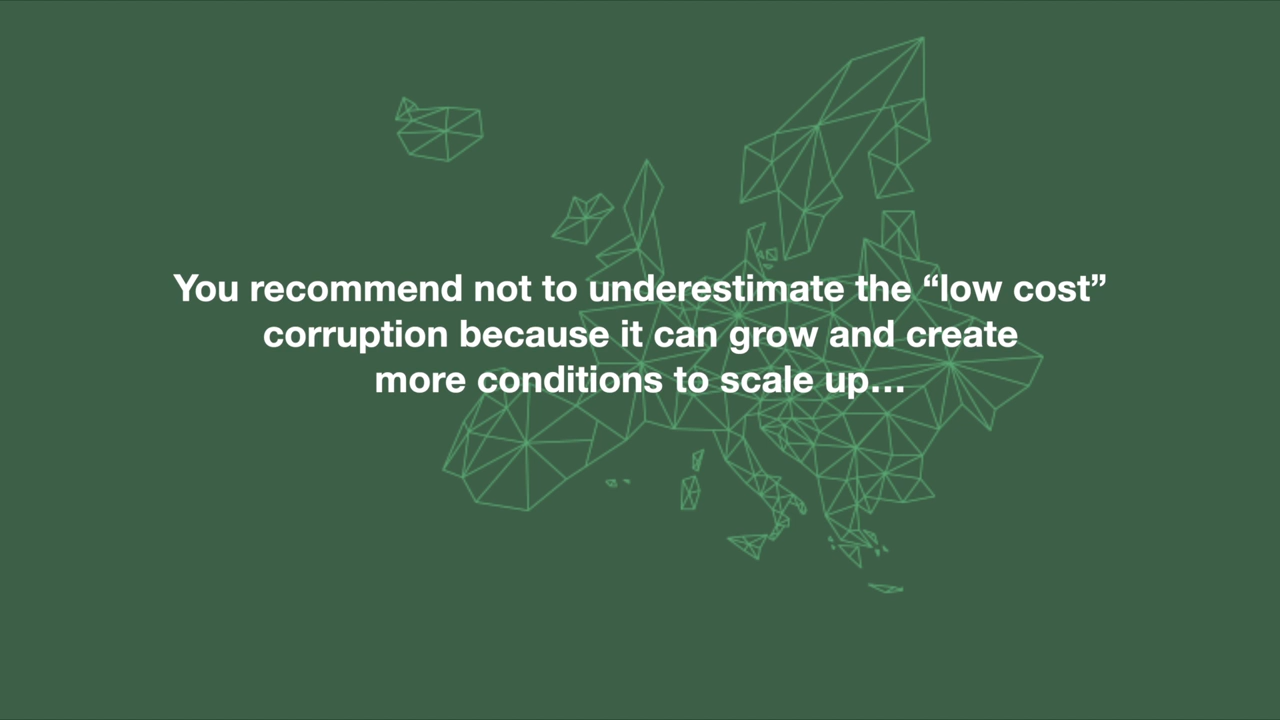 You recommend not to underestimate the “low cost”
corruption because it can grow and create
more conditions to scale up…